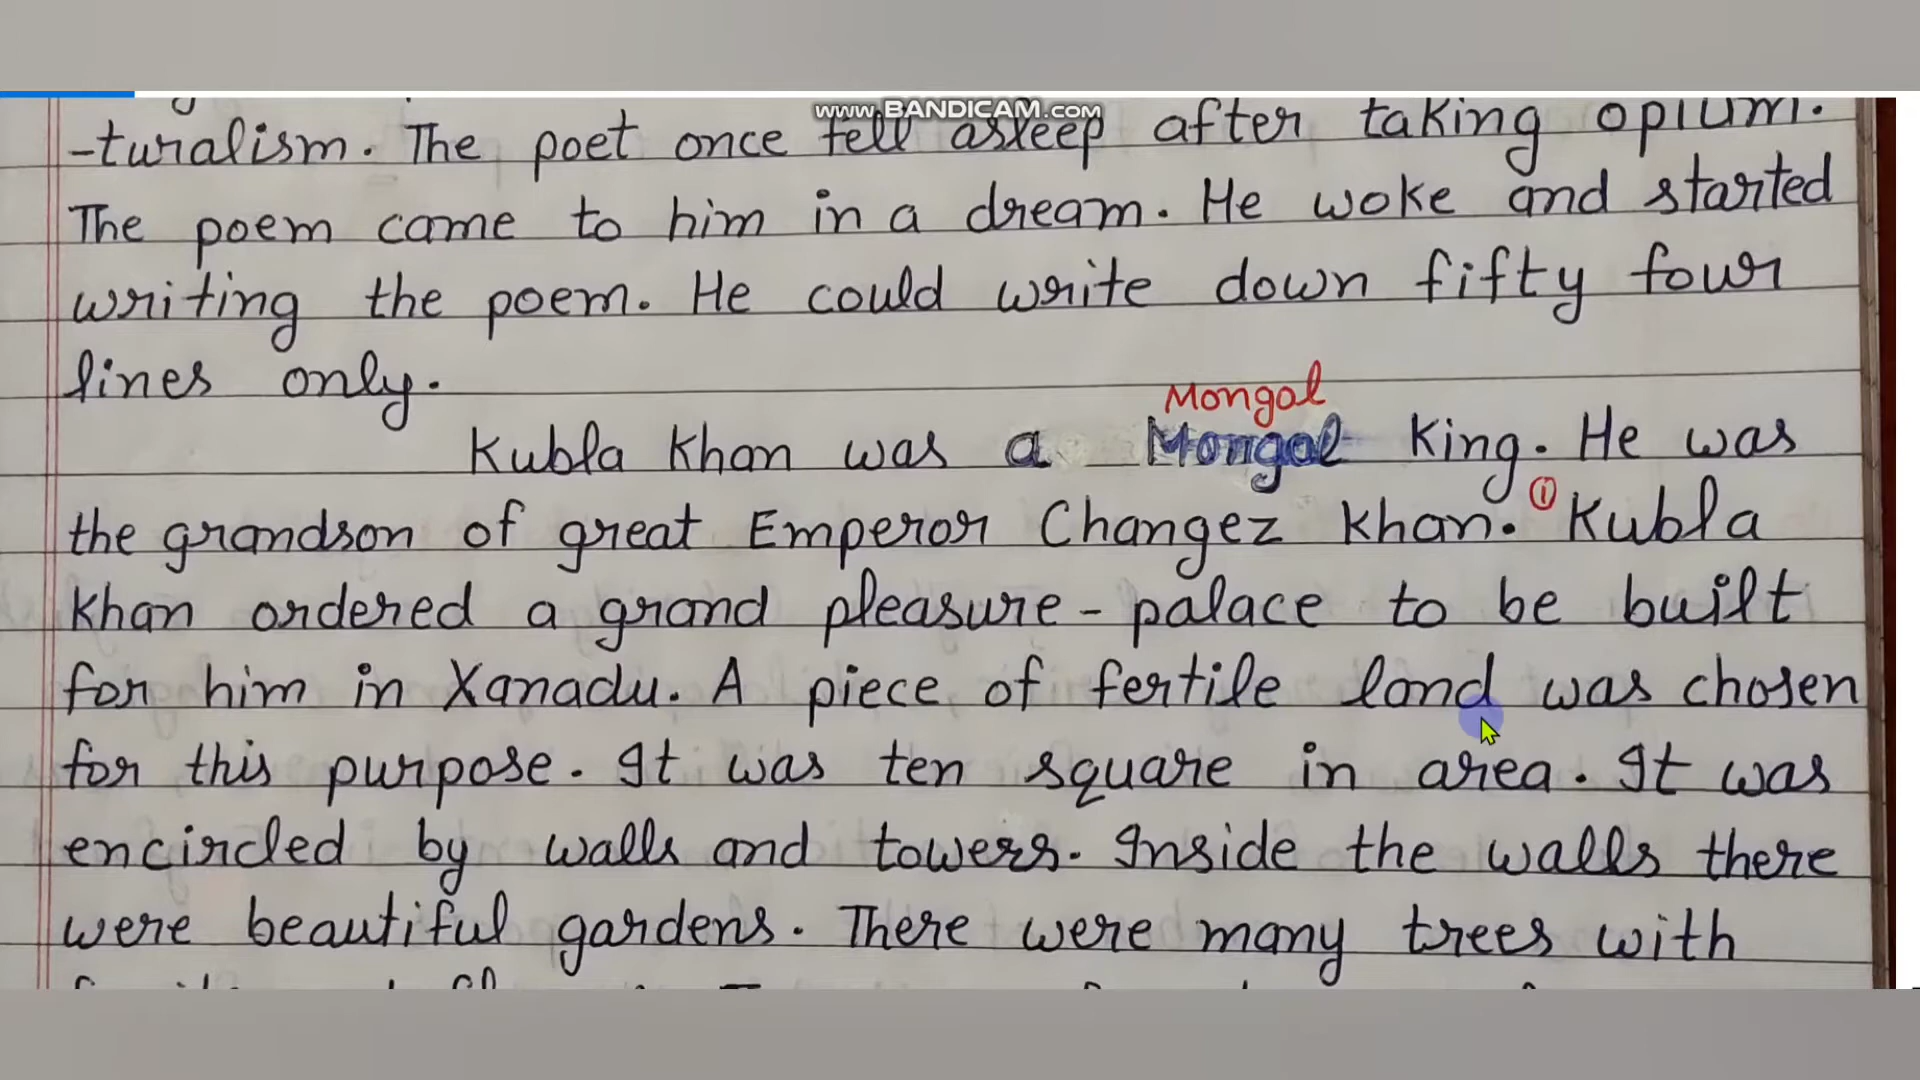 www.BANDICAM.com
-turalism. The poet once fell asleep after taking opium.
The poem came to him in a dream. He woke and started
writing the poem. He could write down fifty four
lines only.
Mongol
Kubla Khan was a Mongol King. He was
the grandson of great Emperor Changez Khan. ① Kubla
Khan ordered a grand pleasure-palace to be built
for him in Xanadu. A piece of fertile land was chosen
for this purpose. It was ten square in area. It was
encircled by walls and towers. Inside the walls there
were beautiful gardens. There were many trees with